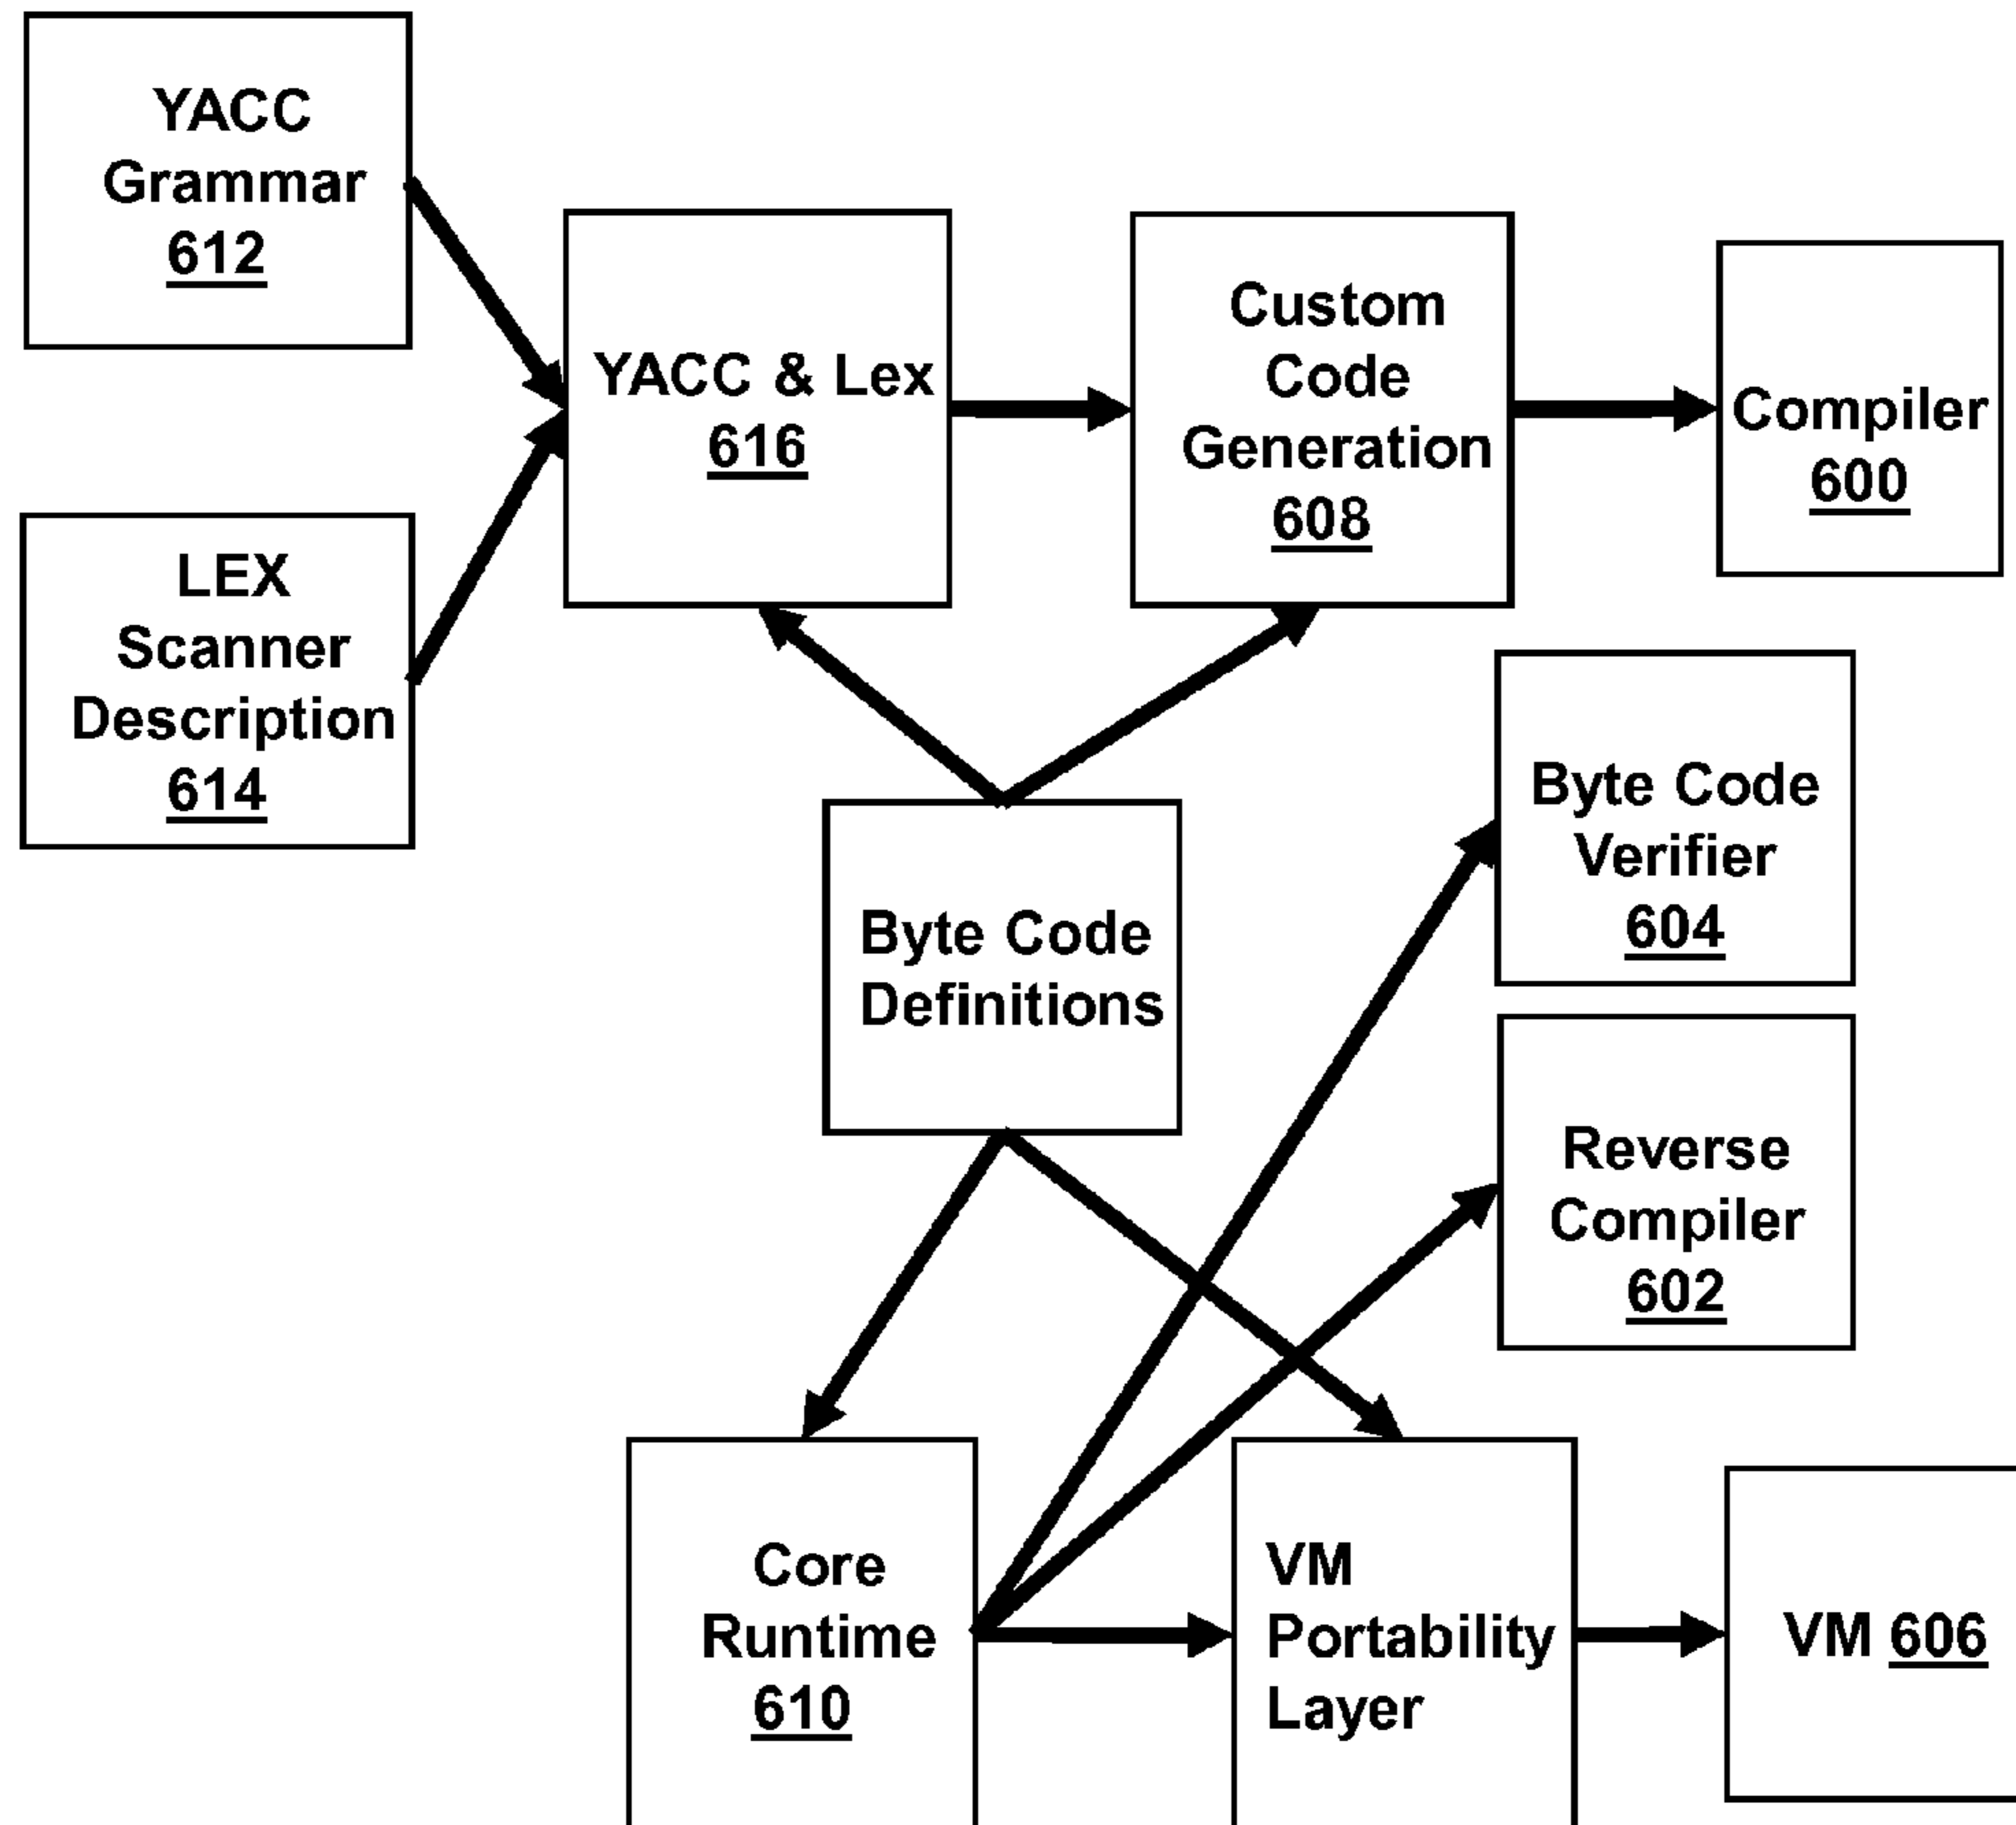 YACC
Grammar
612
YACC & Lex
616
Custom
Code
Generation
608
Compiler
600
LEX
Scanner
Description
614
Byte Code
Verifier
604
Byte Code
Definitions
Reverse
Compiler
602
Core
Runtime
610
VM
Portability
Layer
VM 606